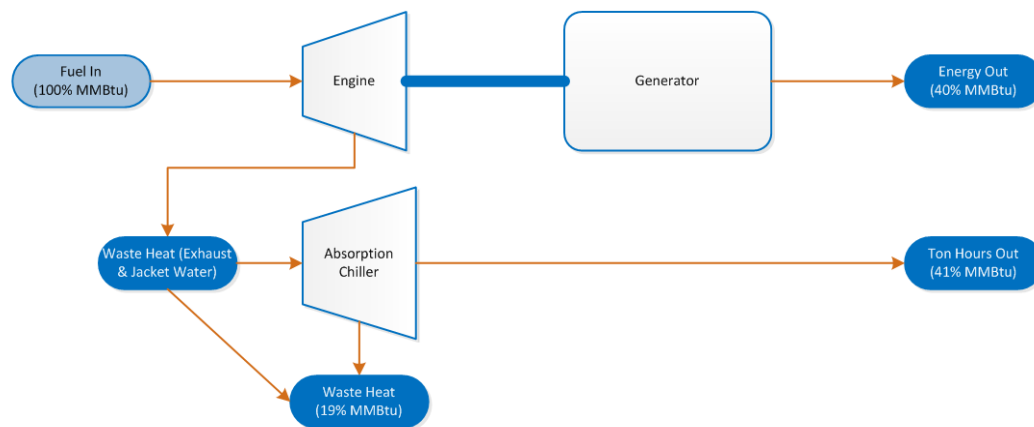 Fuel In
(100% MMBtu)
Engine
Generator
Energy Out
(40% MMBtu)
Waste Heat (Exhaust
& Jacket Water)
Absorption
Chiller
Ton Hours Out
(41% MMBtu)
Waste Heat
(19% MMBtu)